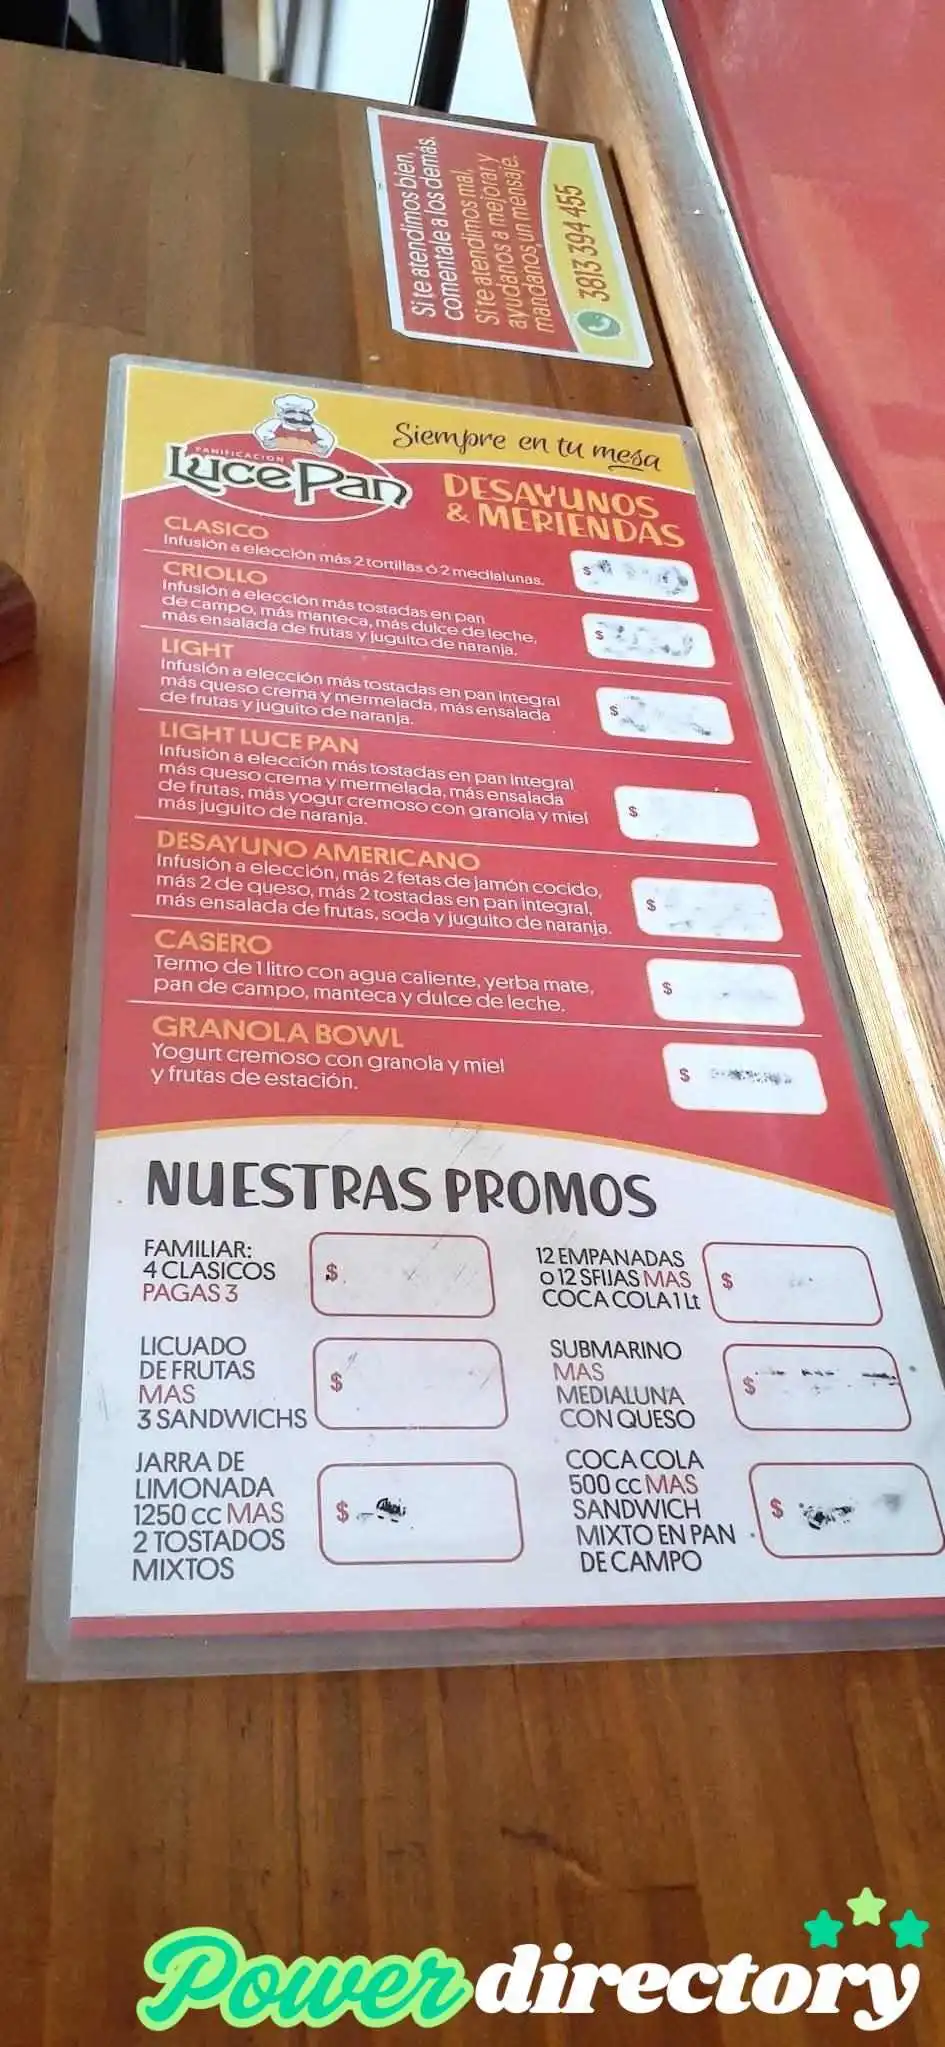 Si te atendimos bien,
comentale a los demás.
Si te atendimos mal,
ayudanos a mejorar y
mandanos un mensaje.
3813 394 455
Siempre en tu mesa
PANIFICACION
LucePan
DESAYUNOS
& MERIENDAS
CLASICO
Infusión a elección más 2 tortillas ó 2 medialunas.
$
CRIOLLO
Infusión a elección más tostadas en pan
de campo, más manteca, más dulce de leche,
más ensalada de frutas y juguito de naranja.
$
LIGHT
Infusión a elección más tostadas en pan integral
más queso crema y mermelada, más ensalada
de frutas y juguito de naranja.
$
LIGHT LUCE PAN
Infusión a elección más tostadas en pan integral
más queso crema y mermelada, más ensalada
de frutas, más yogur cremoso con granola y miel
más juguito de naranja.
$
DESAYUNO AMERICANO
Infusión a elección, más 2 fetas de jamón cocido,
más 2 de queso, más 2 tostadas en pan integral,
más ensalada de frutas, soda y juguito de naranja.
$
CASERO
Termo de 1 litro con agua caliente, yerba mate,
pan de campo, manteca y dulce de leche.
$
GRANOLA BOWL
Yogurt cremoso con granola y miel
y frutas de estación.
$
NUESTRAS PROMOS
FAMILIAR:
4 CLASICOS
PAGAS 3
$
12 EMPANADAS
O 12 SFIJAS MAS
COCA COLA 1 Lt
$
LICUADO
DE FRUTAS
MAS
3 SANDWICHS
$
SUBMARINO
MAS
MEDIALUNA
CON QUESO
$
JARRA DE
LIMONADA
1250 cc MAS
2 TOSTADOS
MIXTOS
$
COCA COLA
500 cc MAS
SANDWICH
MIXTO EN PAN
DE CAMPO
$
Powerdirectory